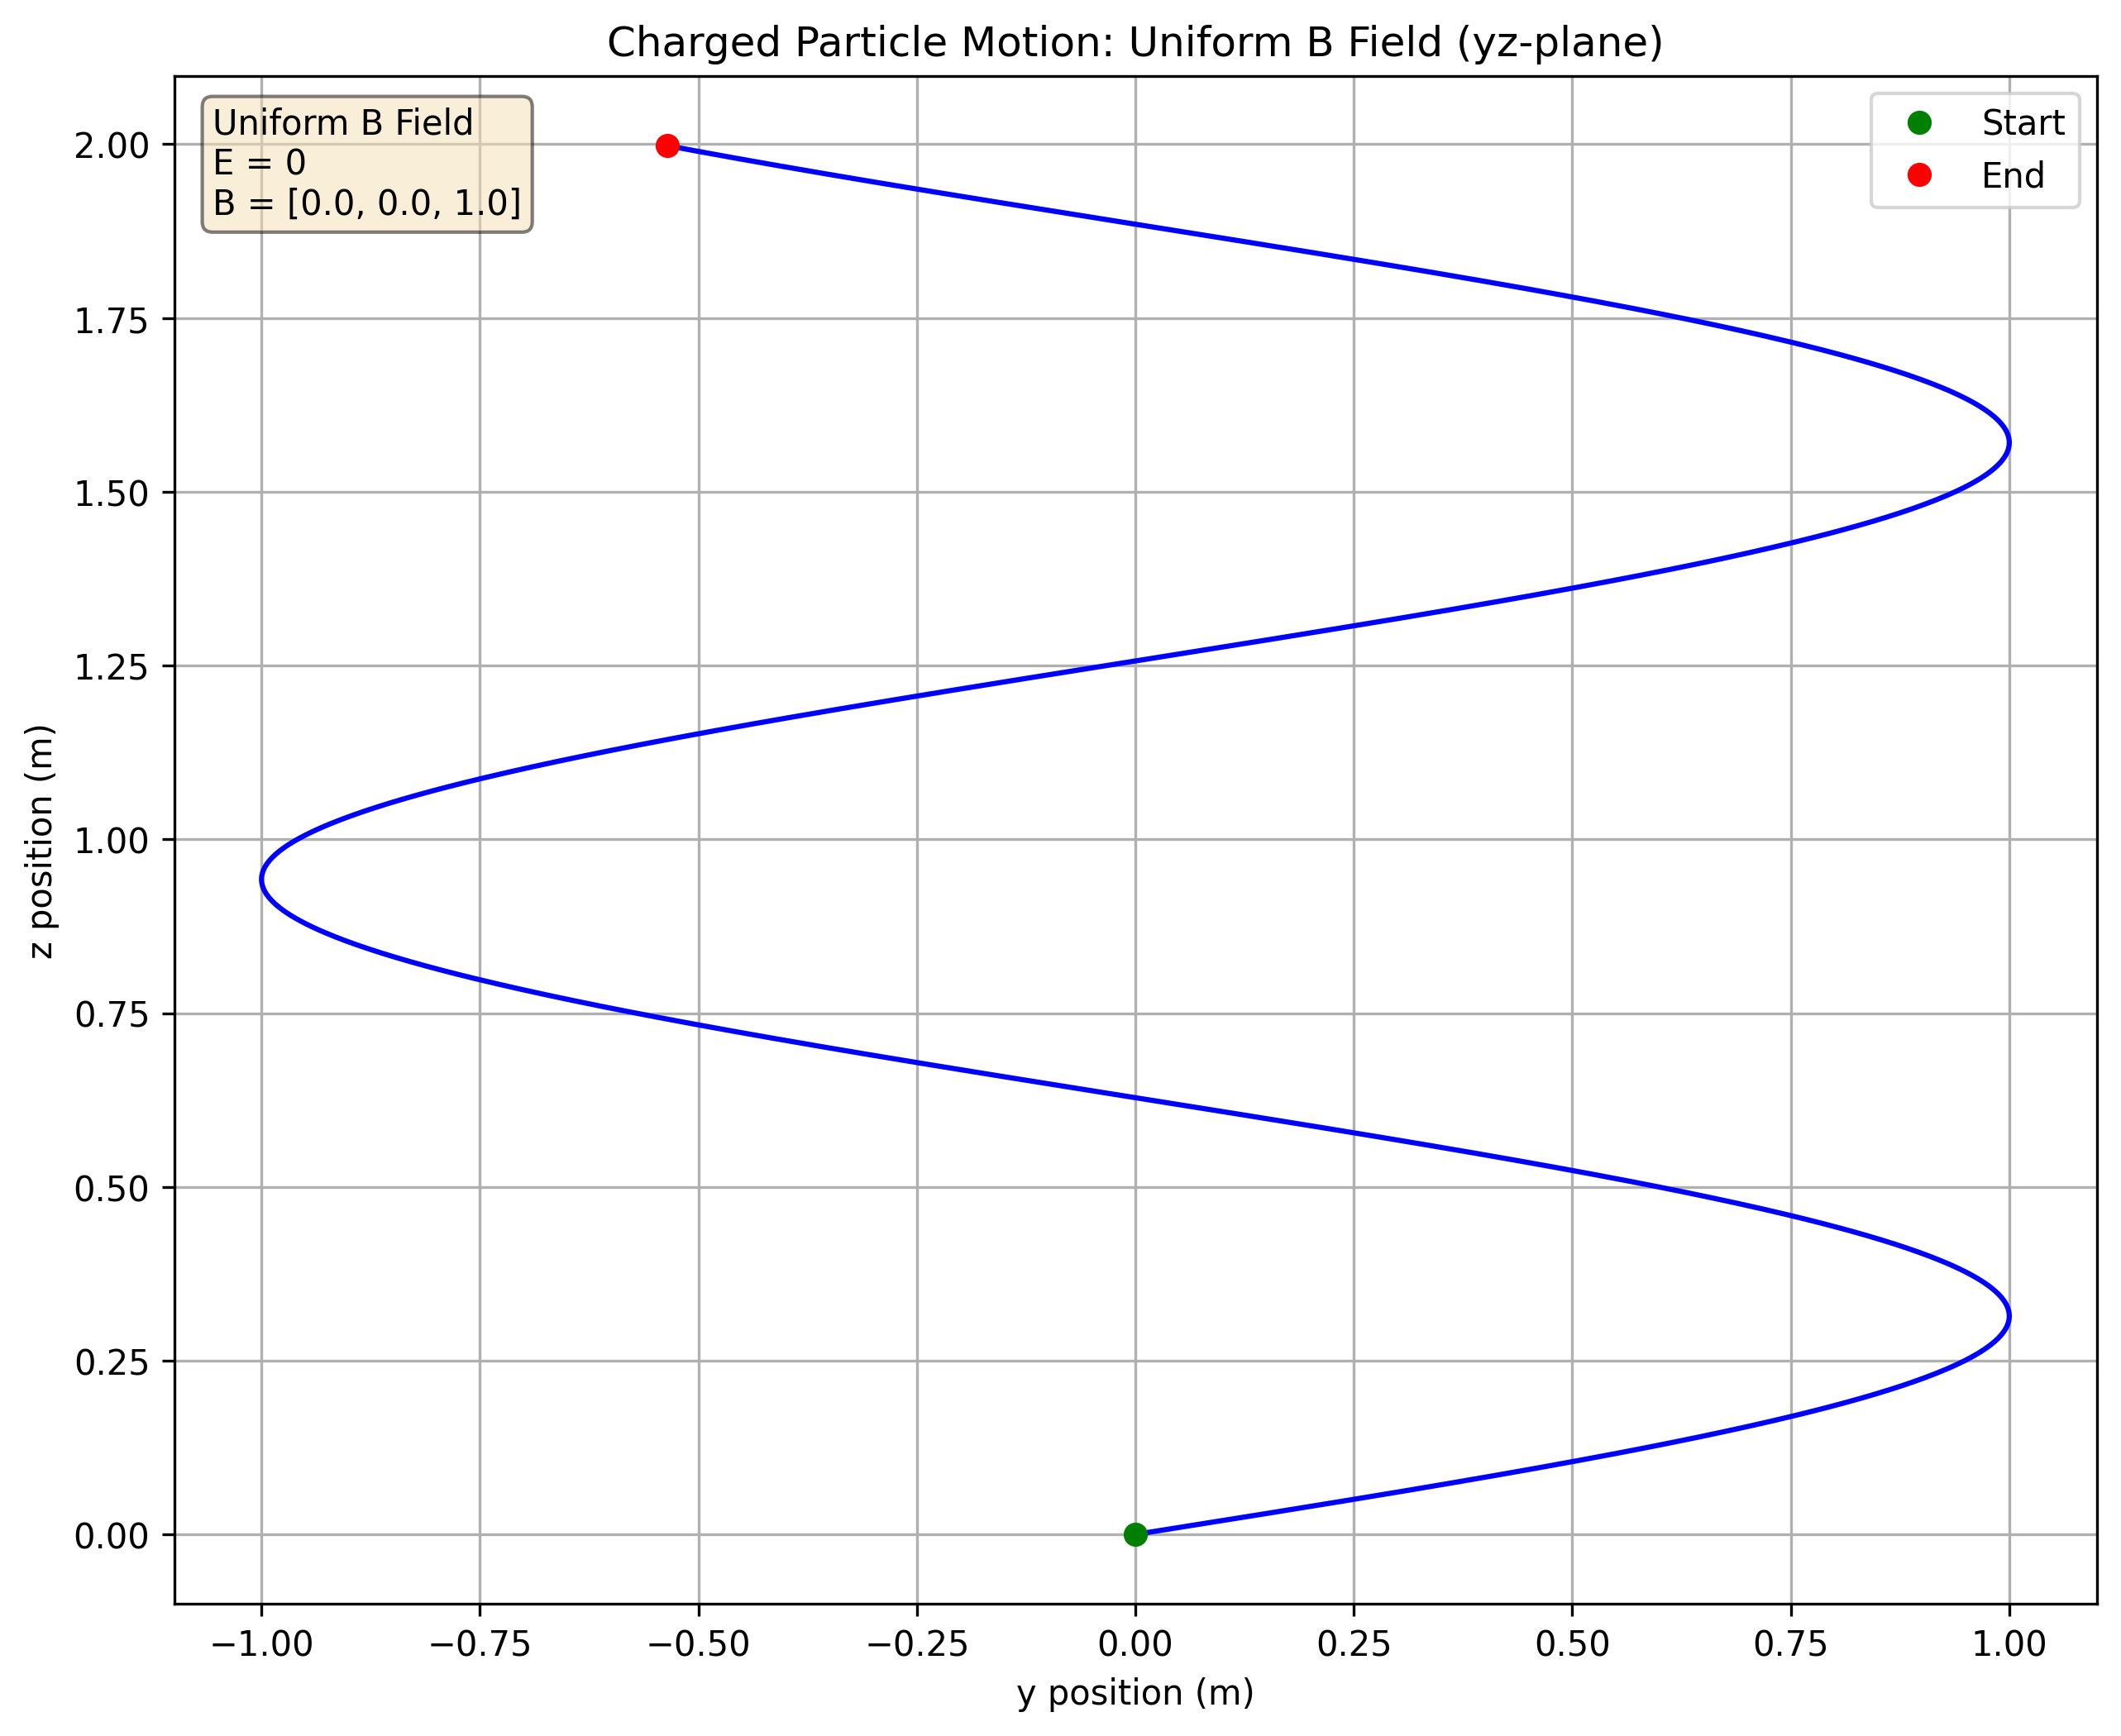 Charged Particle Motion: Uniform B Field (yz-plane)
Uniform B Field
E = 0
B = [0.0, 0.0, 1.0]
Start
End
z position (m)
2.00
1.75
1.50
1.25
1.00
0.75
0.50
0.25
0.00
−1.00 −0.75 −0.50 −0.25 0.00 0.25 0.50 0.75 1.00
y position (m)